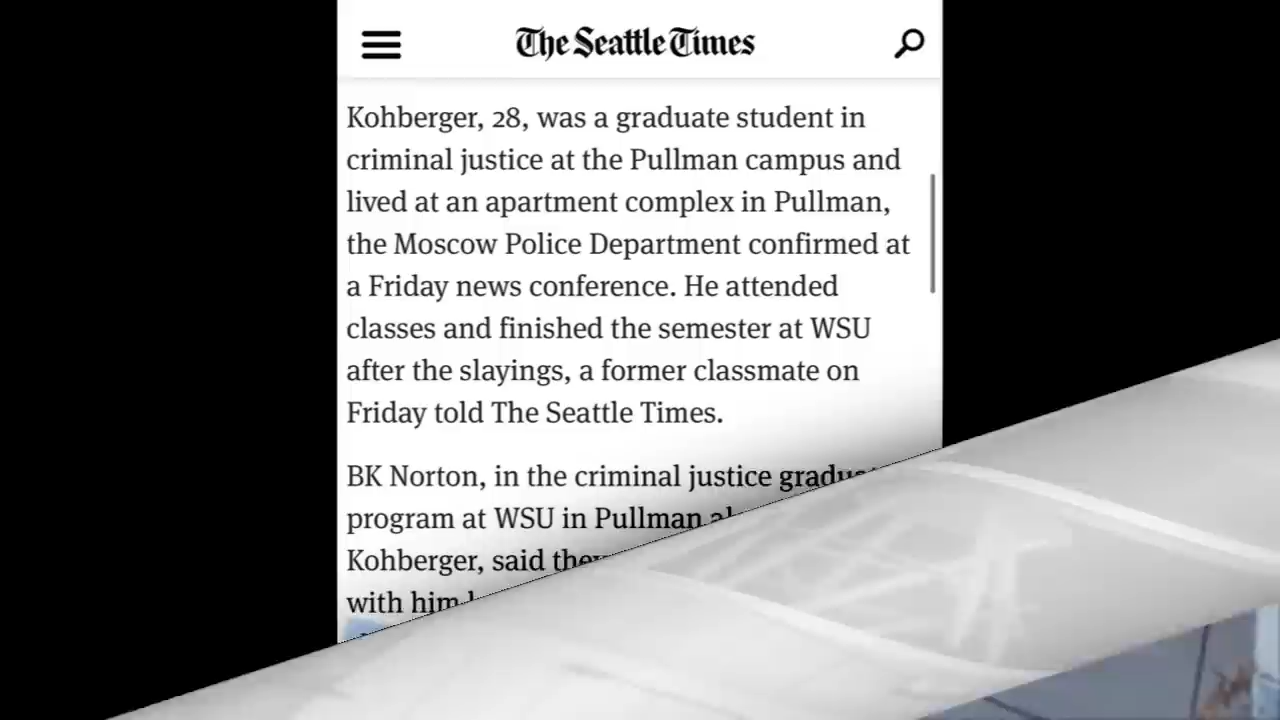 The Seattle Times
Kohberger, 28, was a graduate student in
criminal justice at the Pullman campus and
lived at an apartment complex in Pullman,
the Moscow Police Department confirmed at
a Friday news conference. He attended
classes and finished the semester at WSU
after the slayings, a former classmate on
Friday told The Seattle Times.
BK Norton, in the criminal justice
program at WSU in Pullman
Kohberger, said they
with him